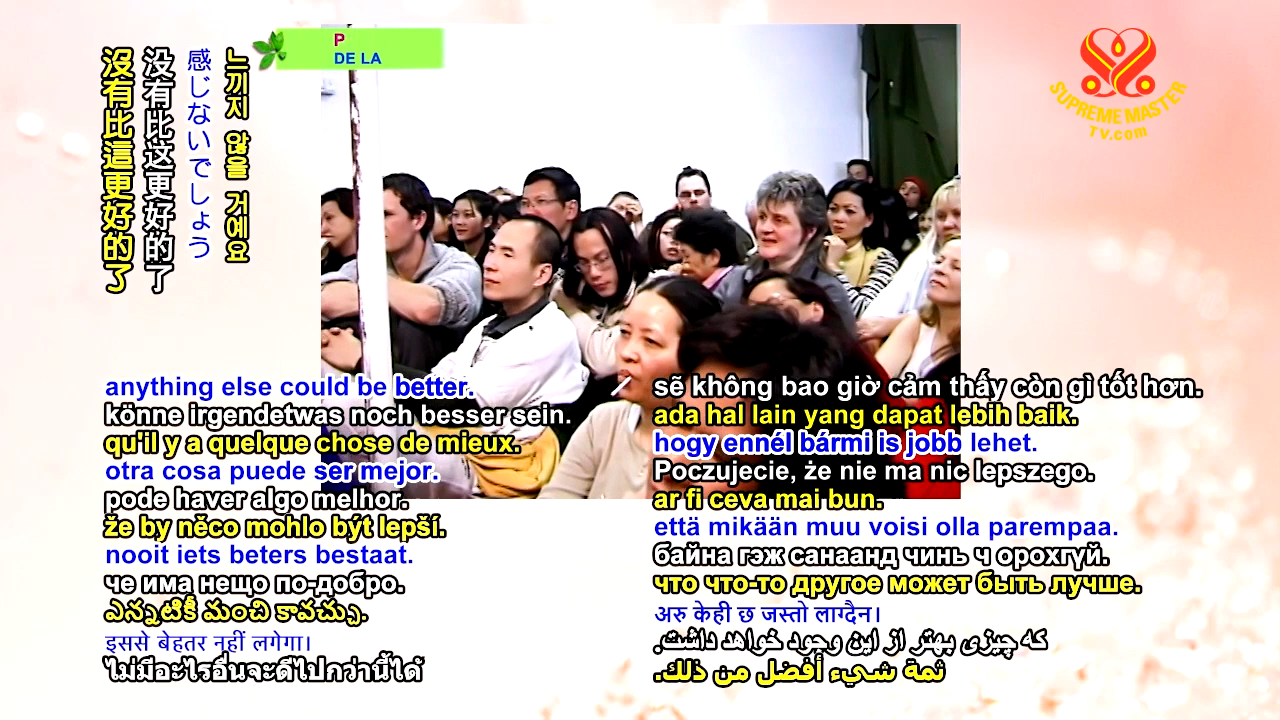 沒有比這更好的了
没有比这更好的了
感じないでしょう
느끼지 않을 거예요
P
DE LA
SUPREME MASTER
TV.com
anything else could be better.
könne irgendetwas noch besser sein.
qu'il y a quelque chose de mieux.
otra cosa puede ser mejor.
pode haver algo melhor.
že by něco mohlo být lepší.
nooit iets beters bestaat.
че има нещо по-добро.
ఎన్నటికీ మంచి కావచ్చు.
इससे बेहतर नहीं लगेगा।
ไม่มีอะไรอื่นจะดีไปกว่านี้ได้
sẽ không bao giờ cảm thấy còn gì tốt hơn.
ada hal lain yang dapat lebih baik.
hogy ennél bármi is jobb lehet.
Poczujecie, że nie ma nic lepszego.
ar fi ceva mai bun.
että mikään muu voisi olla parempaa.
байна гэж санаанд чинь ч орохгүй.
что что-то другое может быть лучше.
अरु केही छ जस्तो लाग्दैन।
که چیزی بهتر از این وجود خواهد داشت.
ثمة شيء أفضل من ذلك.